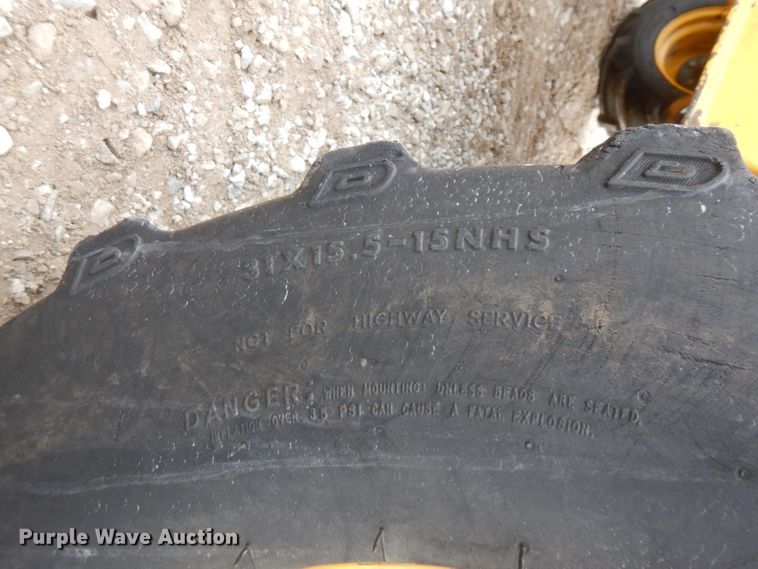 31X15.5-15NHS
NOT FOR HIGHWAY SERVICE
DANGER: WHEN MOUNTING! UNLESS BEADS ARE SEATED,
INFLATION OVER 35 PSI CAN CAUSE A FATAL EXPLOSION.
Purple Wave Auction